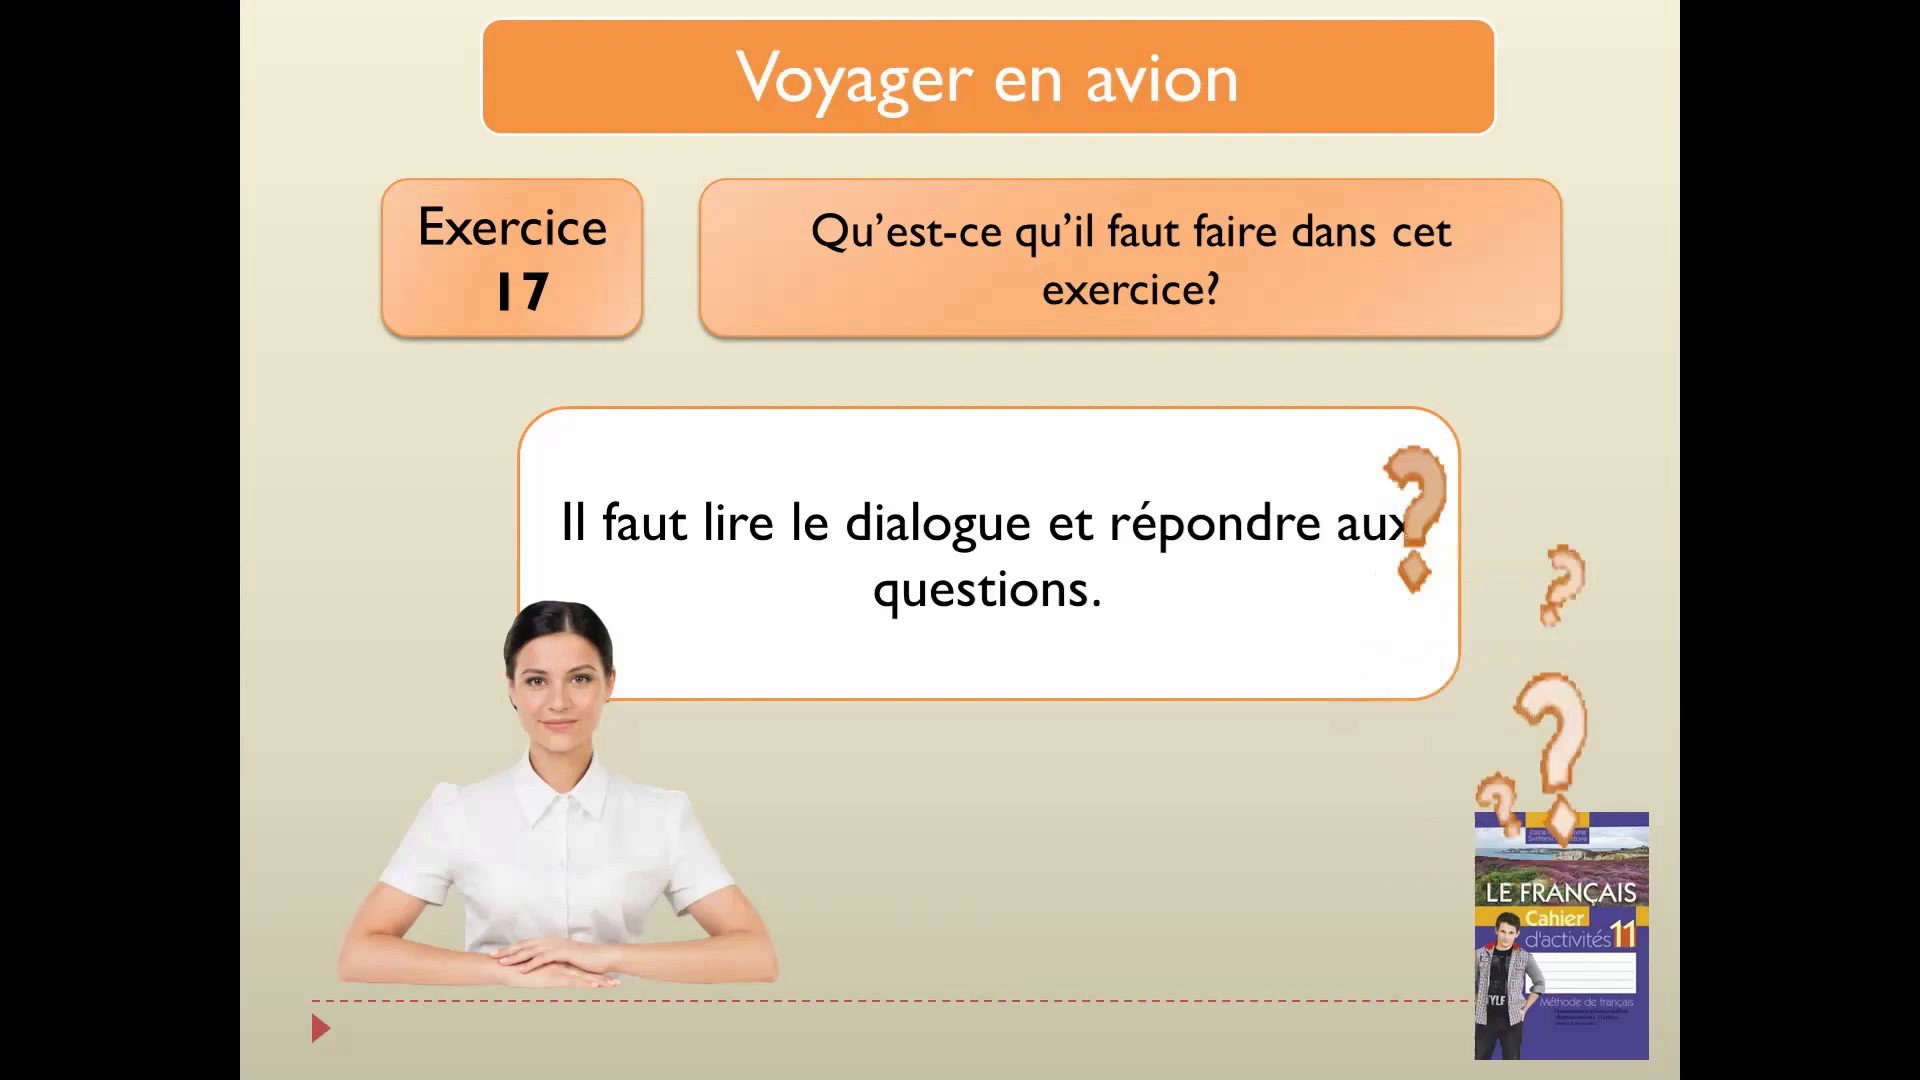 Voyager en avion
Exercice
17
Qu’est-ce qu’il faut faire dans cet
exercice?
Il faut lire le dialogue et répondre aux
questions.
LE FRANÇAIS
Cahier
d'activités 11
STYLE
Méthode de français